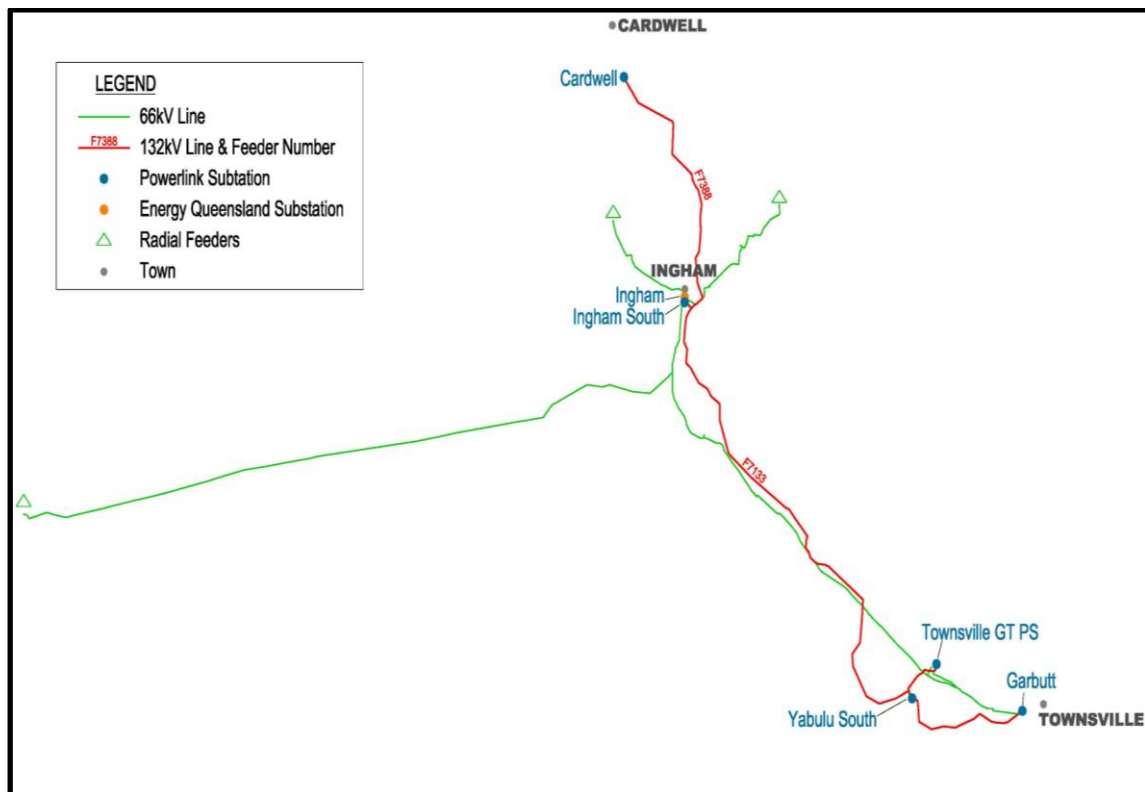 CARDWELL
LEGEND
66kV Line
F7388
132kV Line & Feeder Number
Powerlink Subtation
Energy Queensland Substation
Radial Feeders
Town
Cardwell
F7388
INGHAM
Ingham
Ingham South
F7133
Townsville GT PS
Garbutt
Yabulu South
TOWNSVILLE